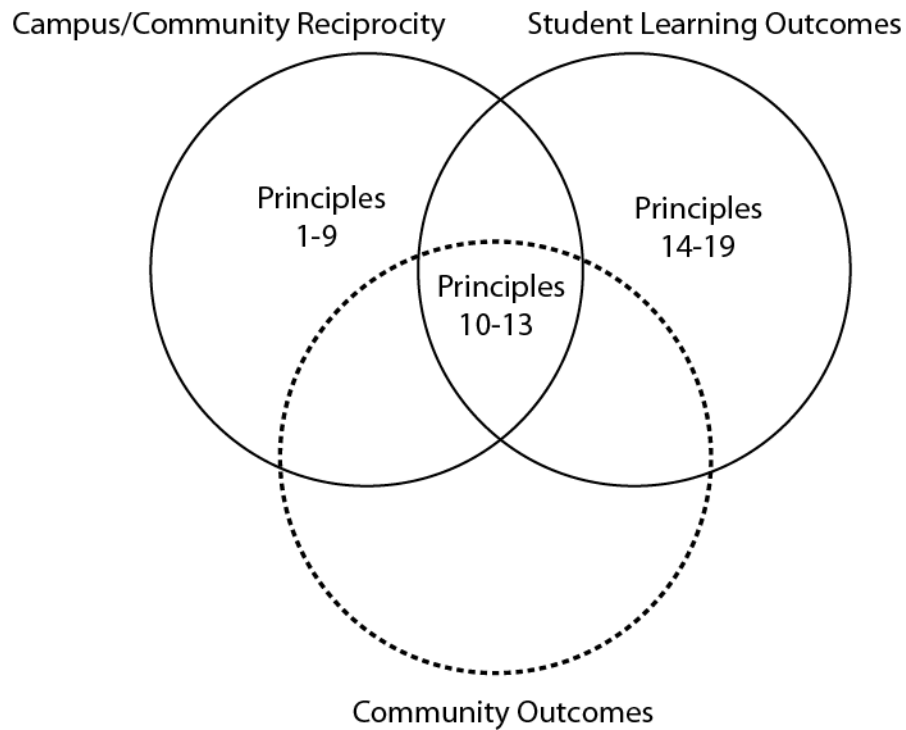 Campus/Community Reciprocity
Student Learning Outcomes
Principles
1-9
Principles
14-19
Principles
10-13
Community Outcomes